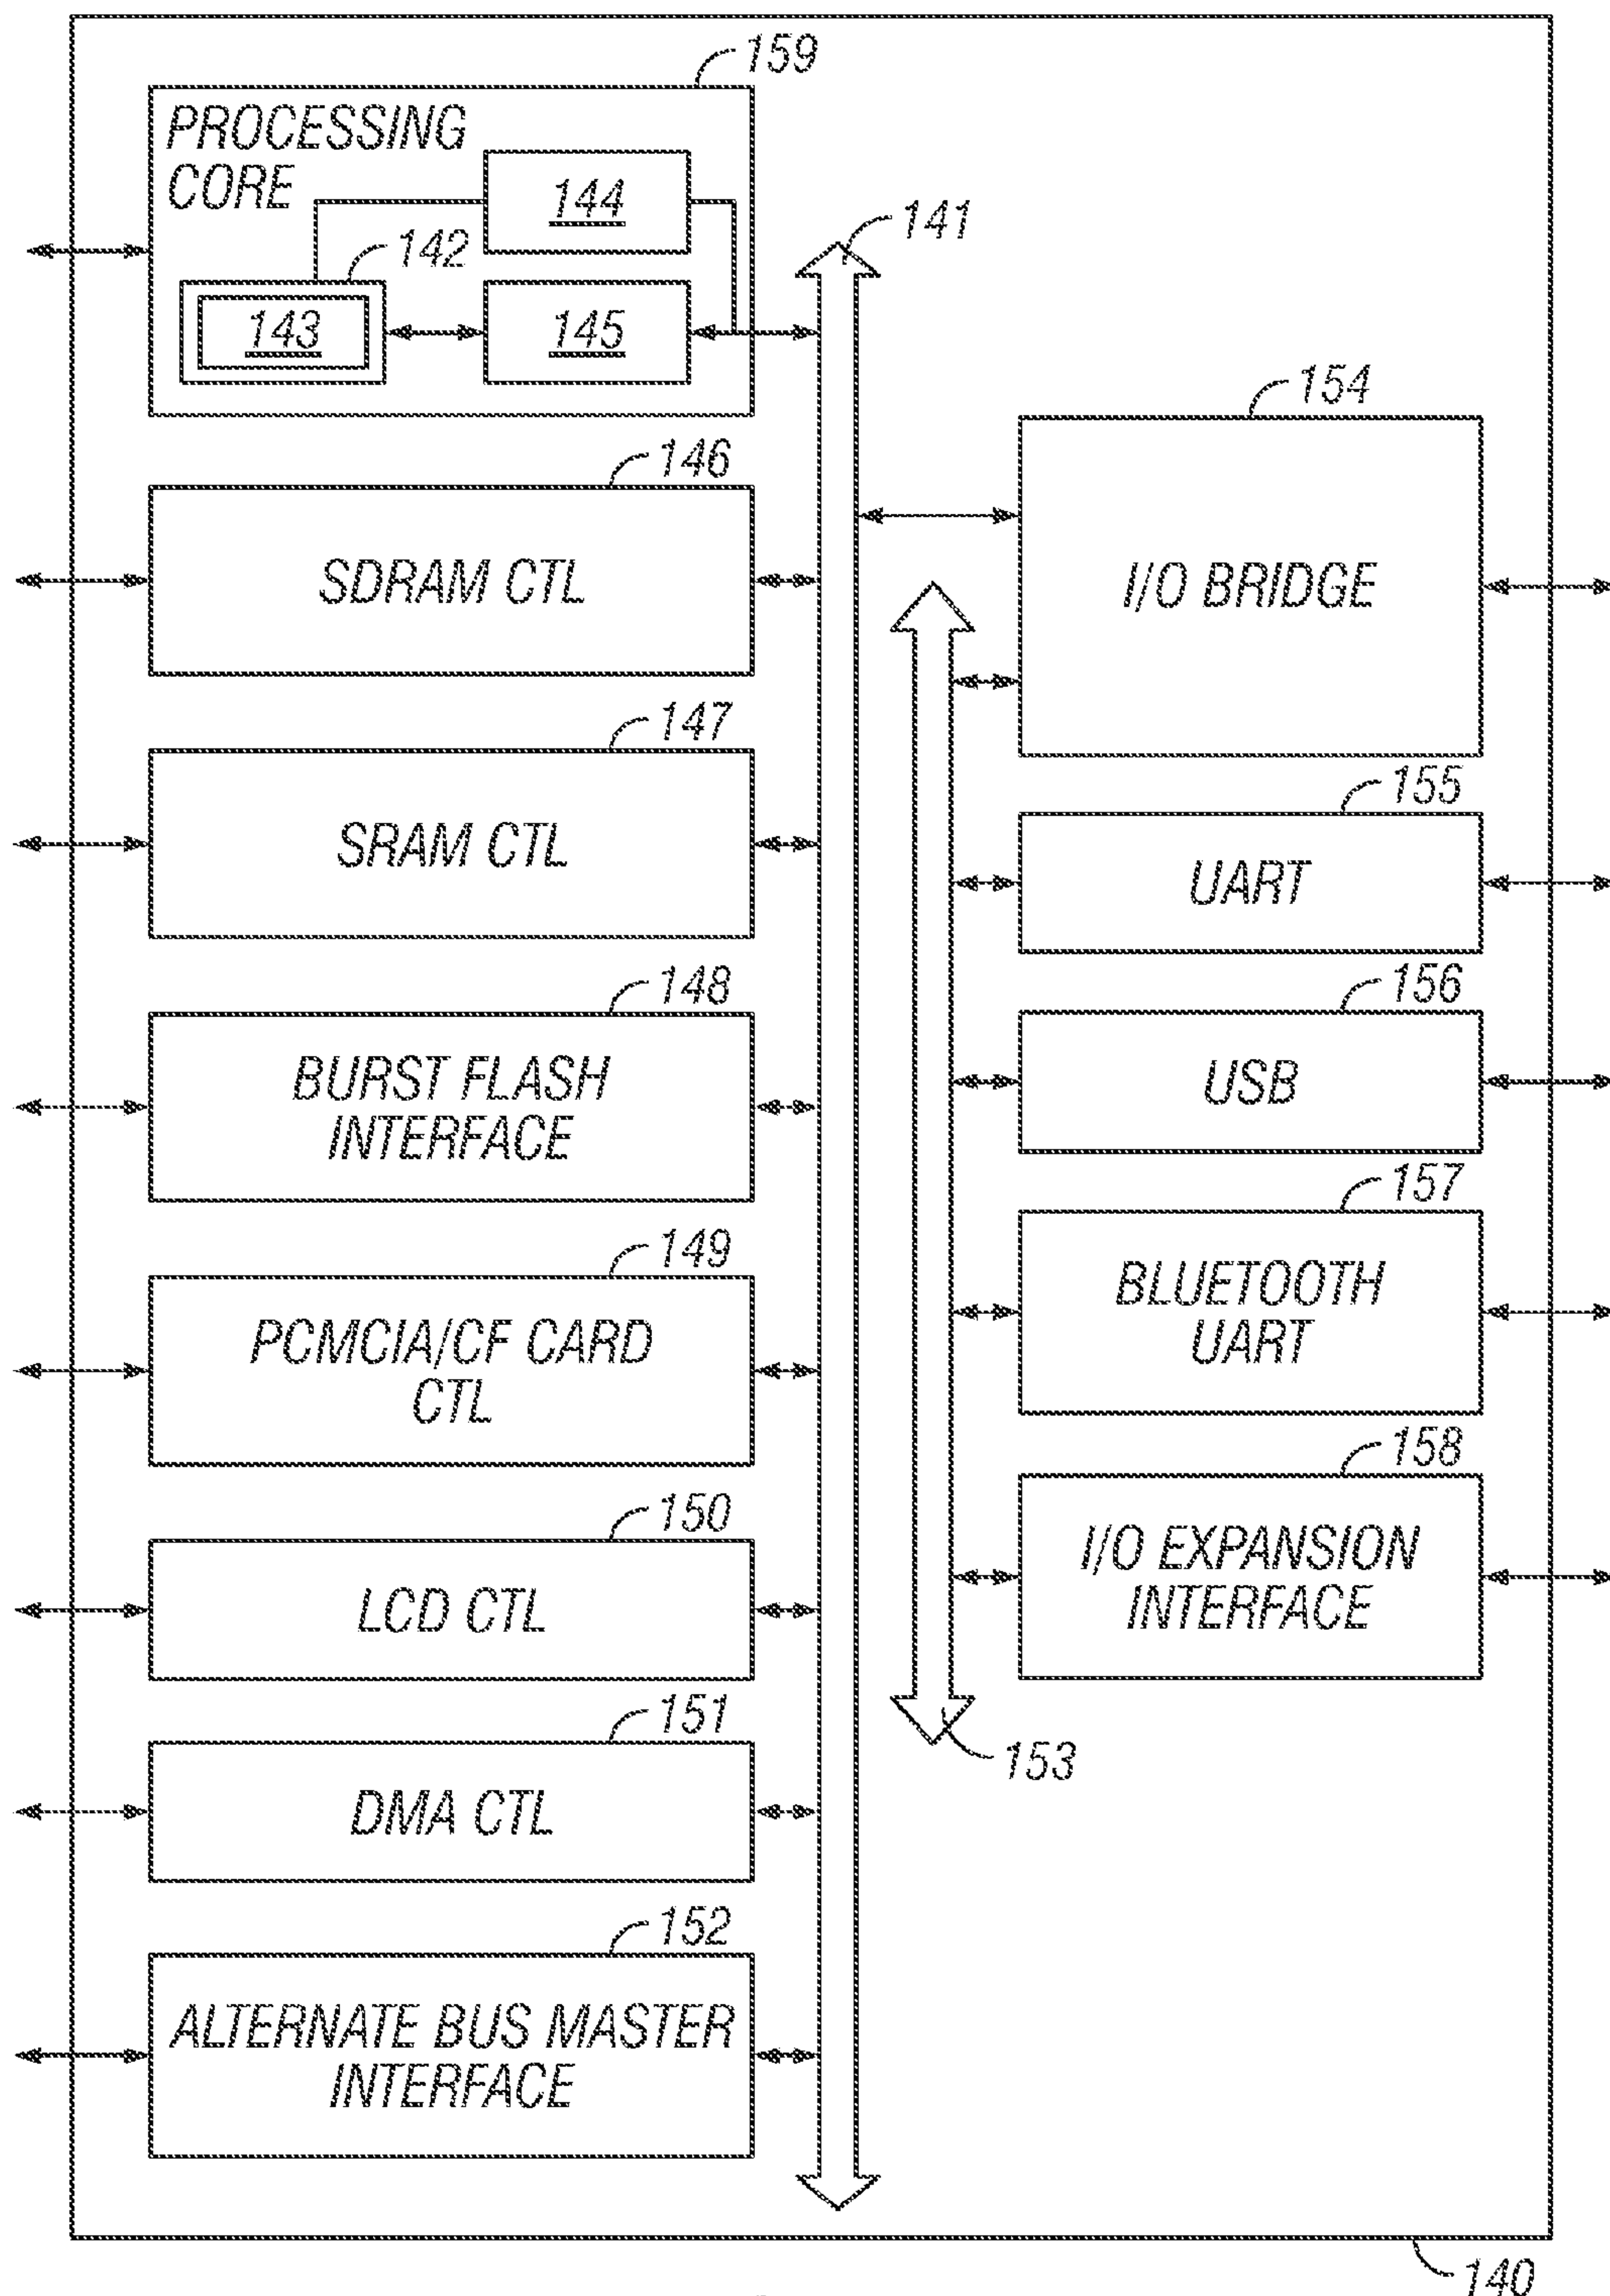 159
PROCESSING
CORE
144
142
143
145
141
146
SDRAM CTL
147
SRAM CTL
148
BURST FLASH
INTERFACE
149
PCMCIA/CF CARD
CTL
150
LCD CTL
151
DMA CTL
152
ALTERNATE BUS MASTER
INTERFACE
154
I/O BRIDGE
155
UART
156
USB
157
BLUETOOTH
UART
158
I/O EXPANSION
INTERFACE
153
140